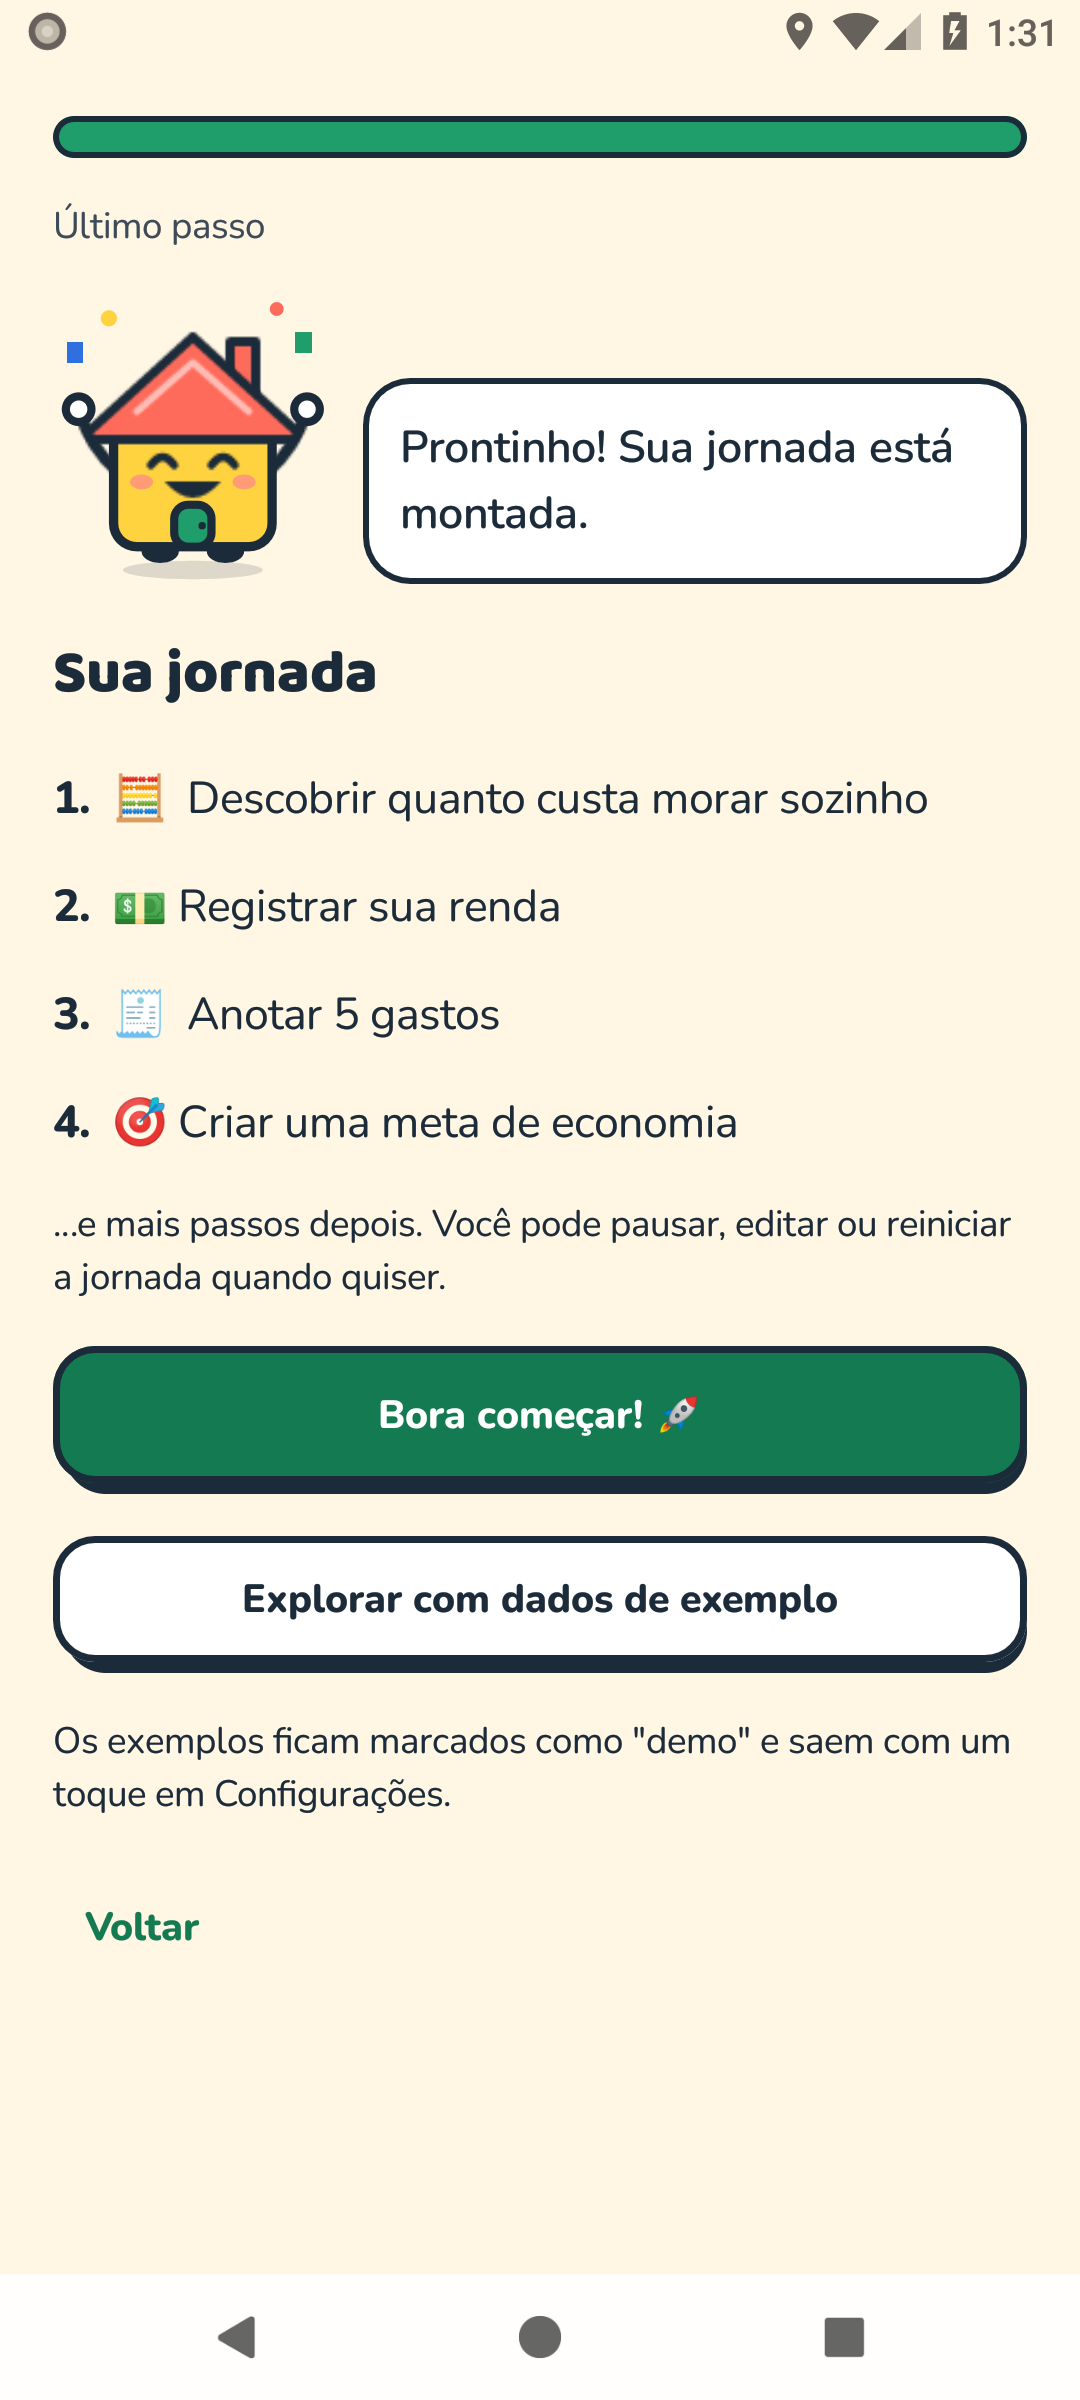 1:31
Último passo
Prontinho! Sua jornada está
montada.
Sua jornada
1. 🧮 Descobrir quanto custa morar sozinho
2. 💵 Registrar sua renda
3. 🧾 Anotar 5 gastos
4. 🎯 Criar uma meta de economia
...e mais passos depois. Você pode pausar, editar ou reiniciar
a jornada quando quiser.
Bora começar! 🚀
Explorar com dados de exemplo
Os exemplos ficam marcados como "demo" e saem com um
toque em Configurações.
Voltar